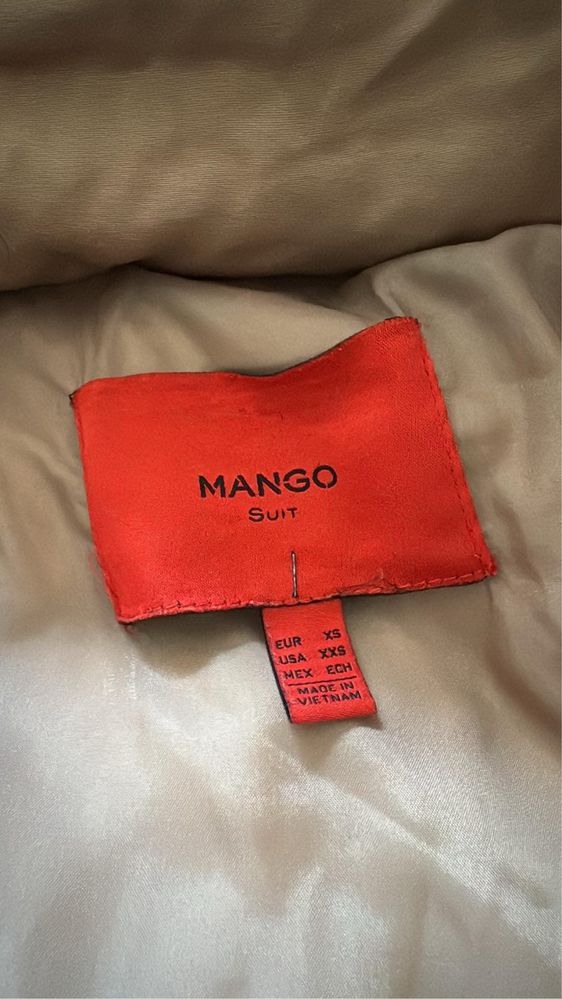 MANGO
SUIT
EUR XS
USA XXS
MEX ECH
MADE IN
VIETNAM